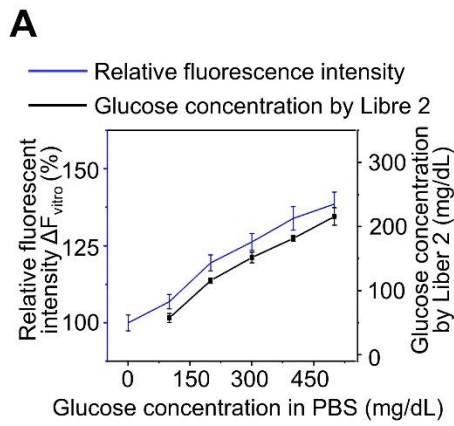 A
Relative fluorescence intensity
Glucose concentration by Libre 2
Relative fluorescent
intensity ΔFvitro (%)
150
125
100
300
200
100
0
Glucose concentration
by Liber 2 (mg/dL)
0 150 300 450
Glucose concentration in PBS (mg/dL)